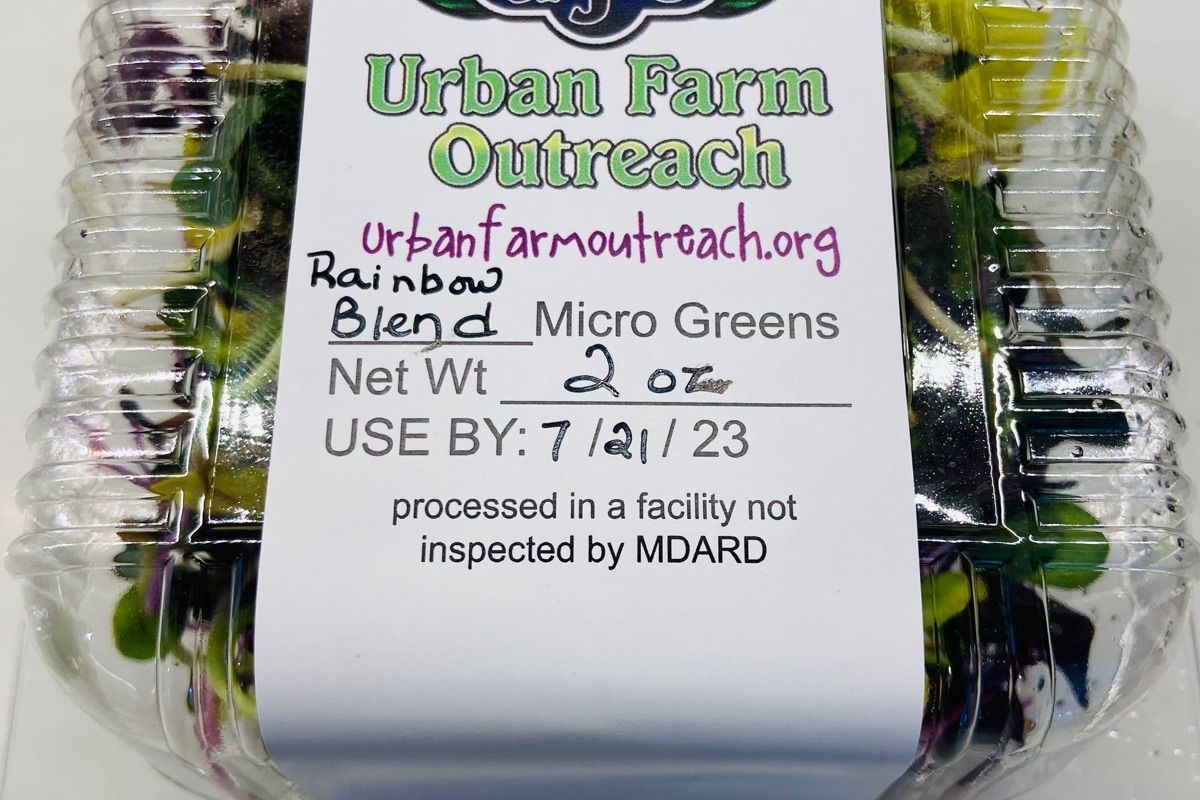 Urban Farm
Outreach
urbanfarmoutreach.org
Rainbow
Blend Micro Greens
Net Wt 2 oz
USE BY: 7/21/ 23
processed in a facility not
inspected by MDARD